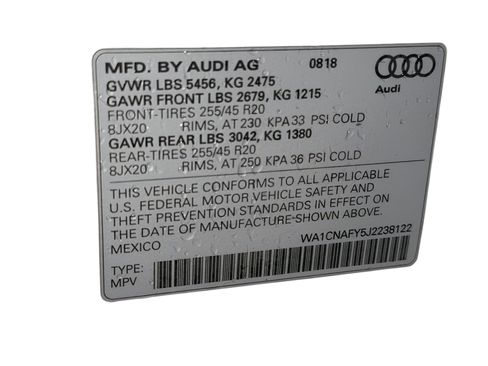 MFD. BY AUDI AG 0818
GVWR LBS 5456, KG 2475
GAWR FRONT LBS 2679, KG 1215
FRONT-TIRES 255/45 R20
8JX20 RIMS, AT 230 KPA 33 PSI COLD
GAWR REAR LBS 3042, KG 1380
REAR-TIRES 255/45 R20
8JX20 RIMS, AT 250 KPA 36 PSI COLD
Audi
THIS VEHICLE CONFORMS TO ALL APPLICABLE
U.S. FEDERAL MOTOR VEHICLE SAFETY AND
THEFT PREVENTION STANDARDS IN EFFECT ON
THE DATE OF MANUFACTURE-SHOWN ABOVE.
MEXICO WA1CNAFY5J2238122
TYPE:
MPV